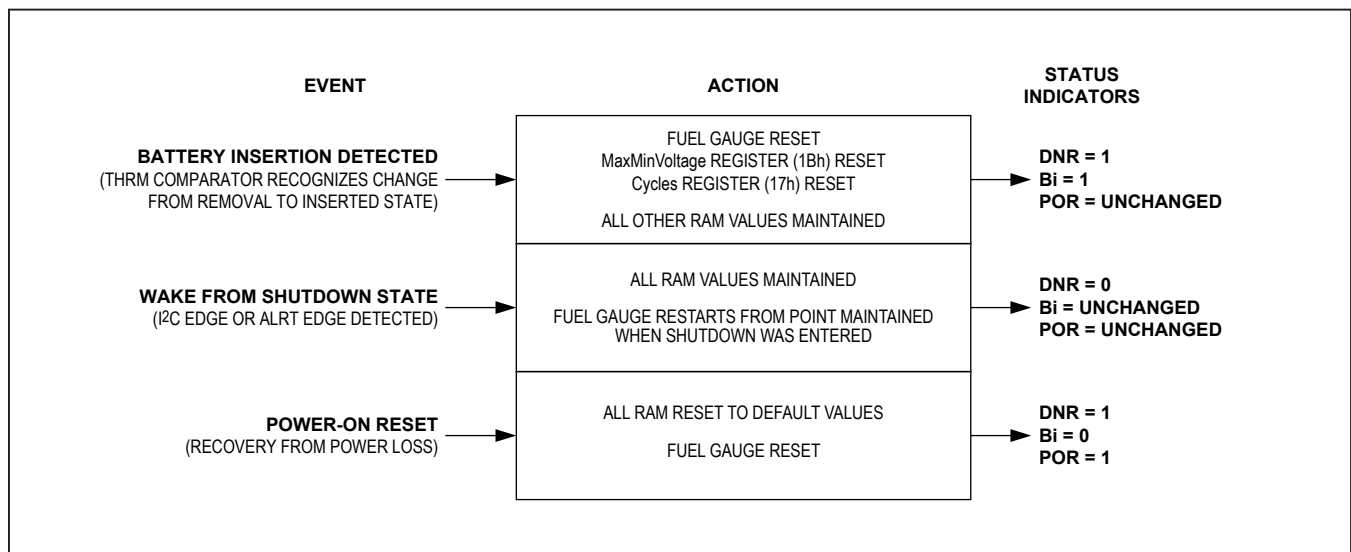 EVENT
ACTION
STATUS
INDICATORS
BATTERY INSERTION DETECTED
(THRM COMPARATOR RECOGNIZES CHANGE
FROM REMOVAL TO INSERTED STATE)
FUEL GAUGE RESET
MaxMinVoltage REGISTER (1Bh) RESET
Cycles REGISTER (17h) RESET
ALL OTHER RAM VALUES MAINTAINED
DNR = 1
Bi = 1
POR = UNCHANGED
WAKE FROM SHUTDOWN STATE
(I2C EDGE OR ALRT EDGE DETECTED)
ALL RAM VALUES MAINTAINED
FUEL GAUGE RESTARTS FROM POINT MAINTAINED
WHEN SHUTDOWN WAS ENTERED
DNR = 0
Bi = UNCHANGED
POR = UNCHANGED
POWER-ON RESET
(RECOVERY FROM POWER LOSS)
ALL RAM RESET TO DEFAULT VALUES
FUEL GAUGE RESET
DNR = 1
Bi = 0
POR = 1